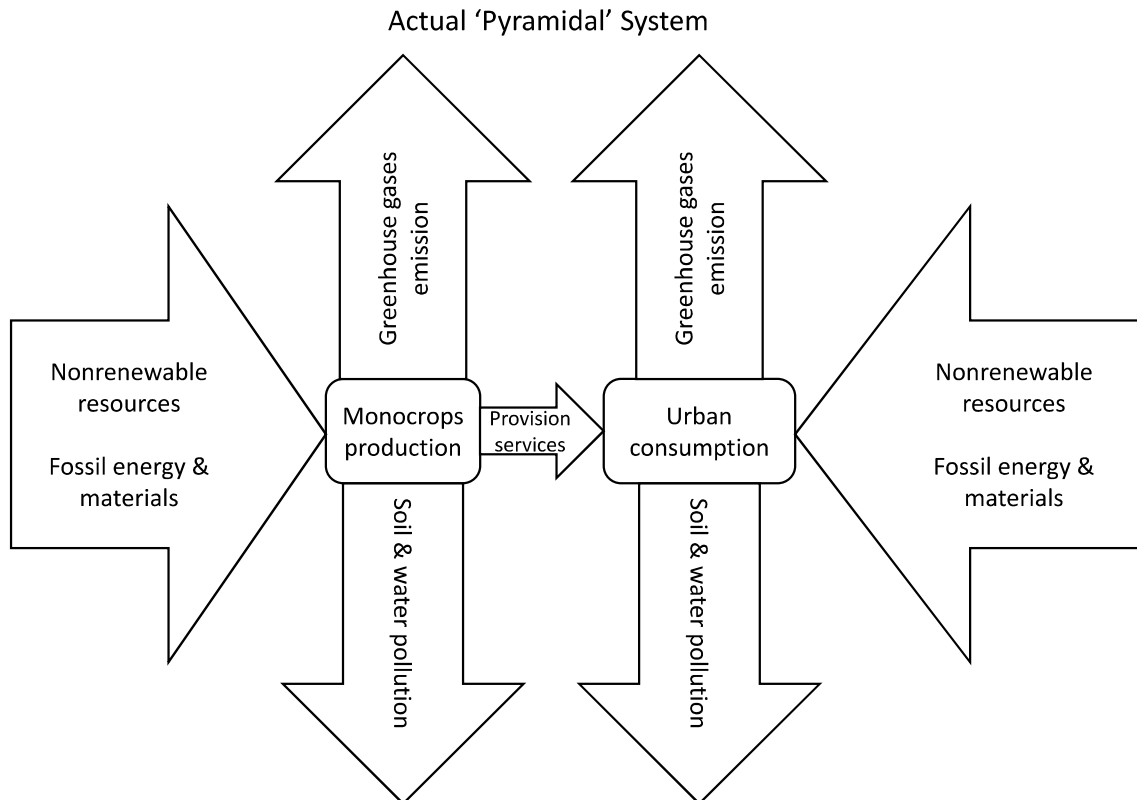 Actual ‘Pyramidal’ System
Greenhouse gases
emission
Greenhouse gases
emission
Nonrenewable
resources
Fossil energy &
materials
Monocrops
production
Provision
services
Urban
consumption
Nonrenewable
resources
Fossil energy &
materials
Soil & water pollution
Soil & water pollution